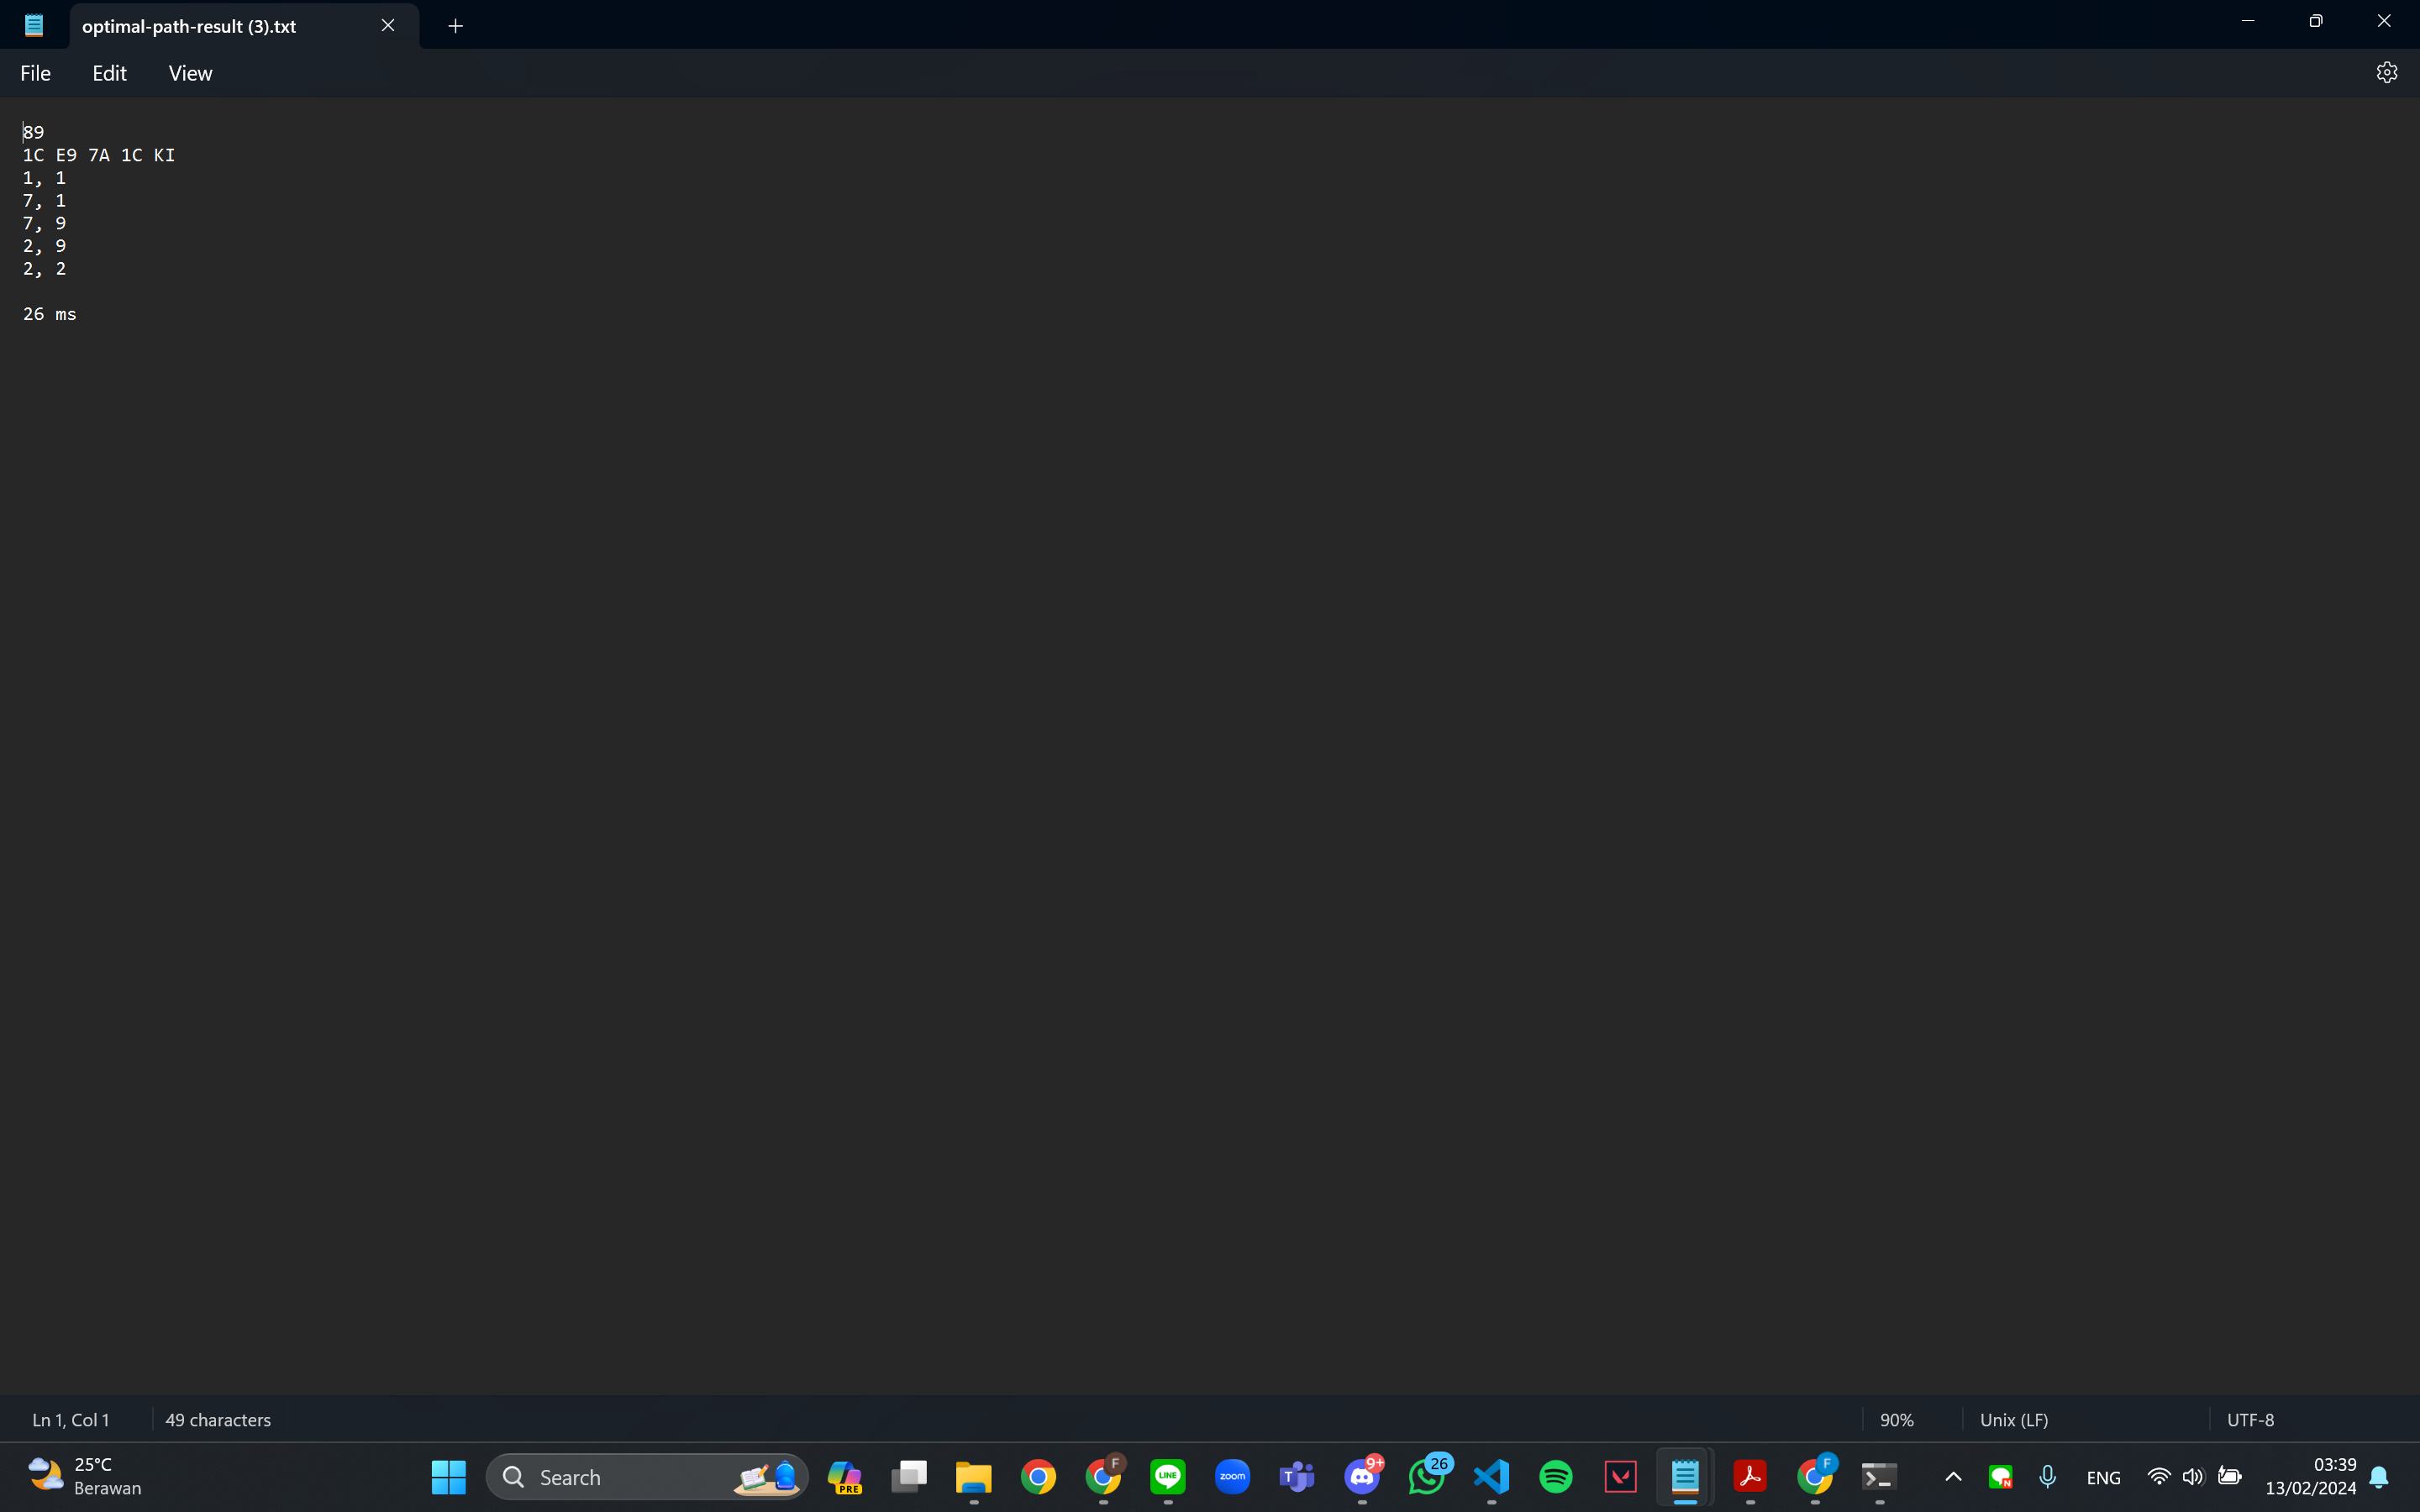 optimal-path-result (3).txt
File Edit View
89
1C E9 7A 1C KI
1, 1
7, 1
7, 9
2, 9
2, 2
26 ms
Ln 1, Col 1 49 characters 90% Unix (LF) UTF-8
25°C
Berawan
Search
PRE
F
LINE
zoom
T
9+
26
F
N
ENG
03:39
13/02/2024